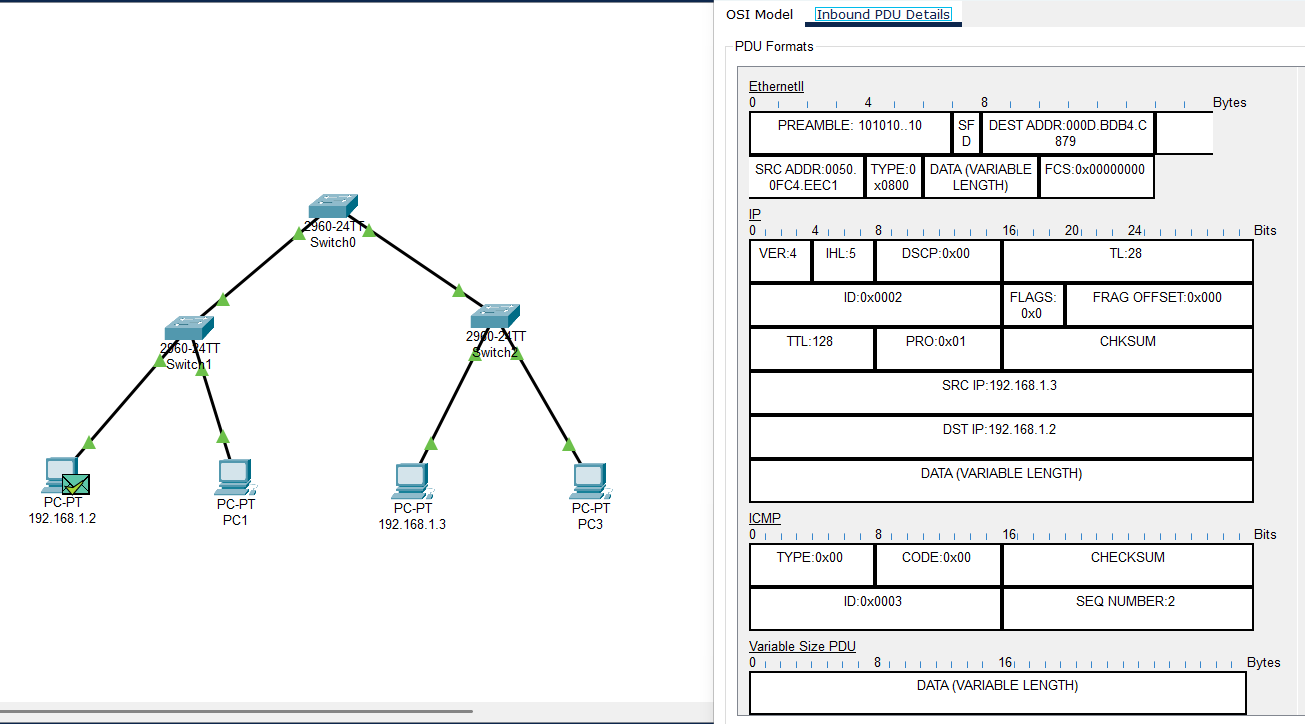 2960-24TT
Switch0
2960-24TT
Switch1
2960-24TT
Switch2
PC-PT
192.168.1.2
PC-PT
PC1
PC-PT
192.168.1.3
PC-PT
PC3
OSI Model
Inbound PDU Details
PDU Formats
EthernetII
0 4 8 Bytes
PREAMBLE: 101010..10
SF
D
DEST ADDR:000D.BDB4.C
879
SRC ADDR:0050.
0FC4.EEC1
TYPE:0
x0800
DATA (VARIABLE
LENGTH)
FCS:0x00000000
IP
0 4 8 16 20 24 Bits
VER:4 IHL:5 DSCP:0x00 TL:28
ID:0x0002
FLAGS:
0x0
FRAG OFFSET:0x000
TTL:128 PRO:0x01 CHKSUM
SRC IP:192.168.1.3
DST IP:192.168.1.2
DATA (VARIABLE LENGTH)
ICMP
0 8 16 Bits
TYPE:0x00 CODE:0x00 CHECKSUM
ID:0x0003 SEQ NUMBER:2
Variable Size PDU
0 8 16 Bytes
DATA (VARIABLE LENGTH)